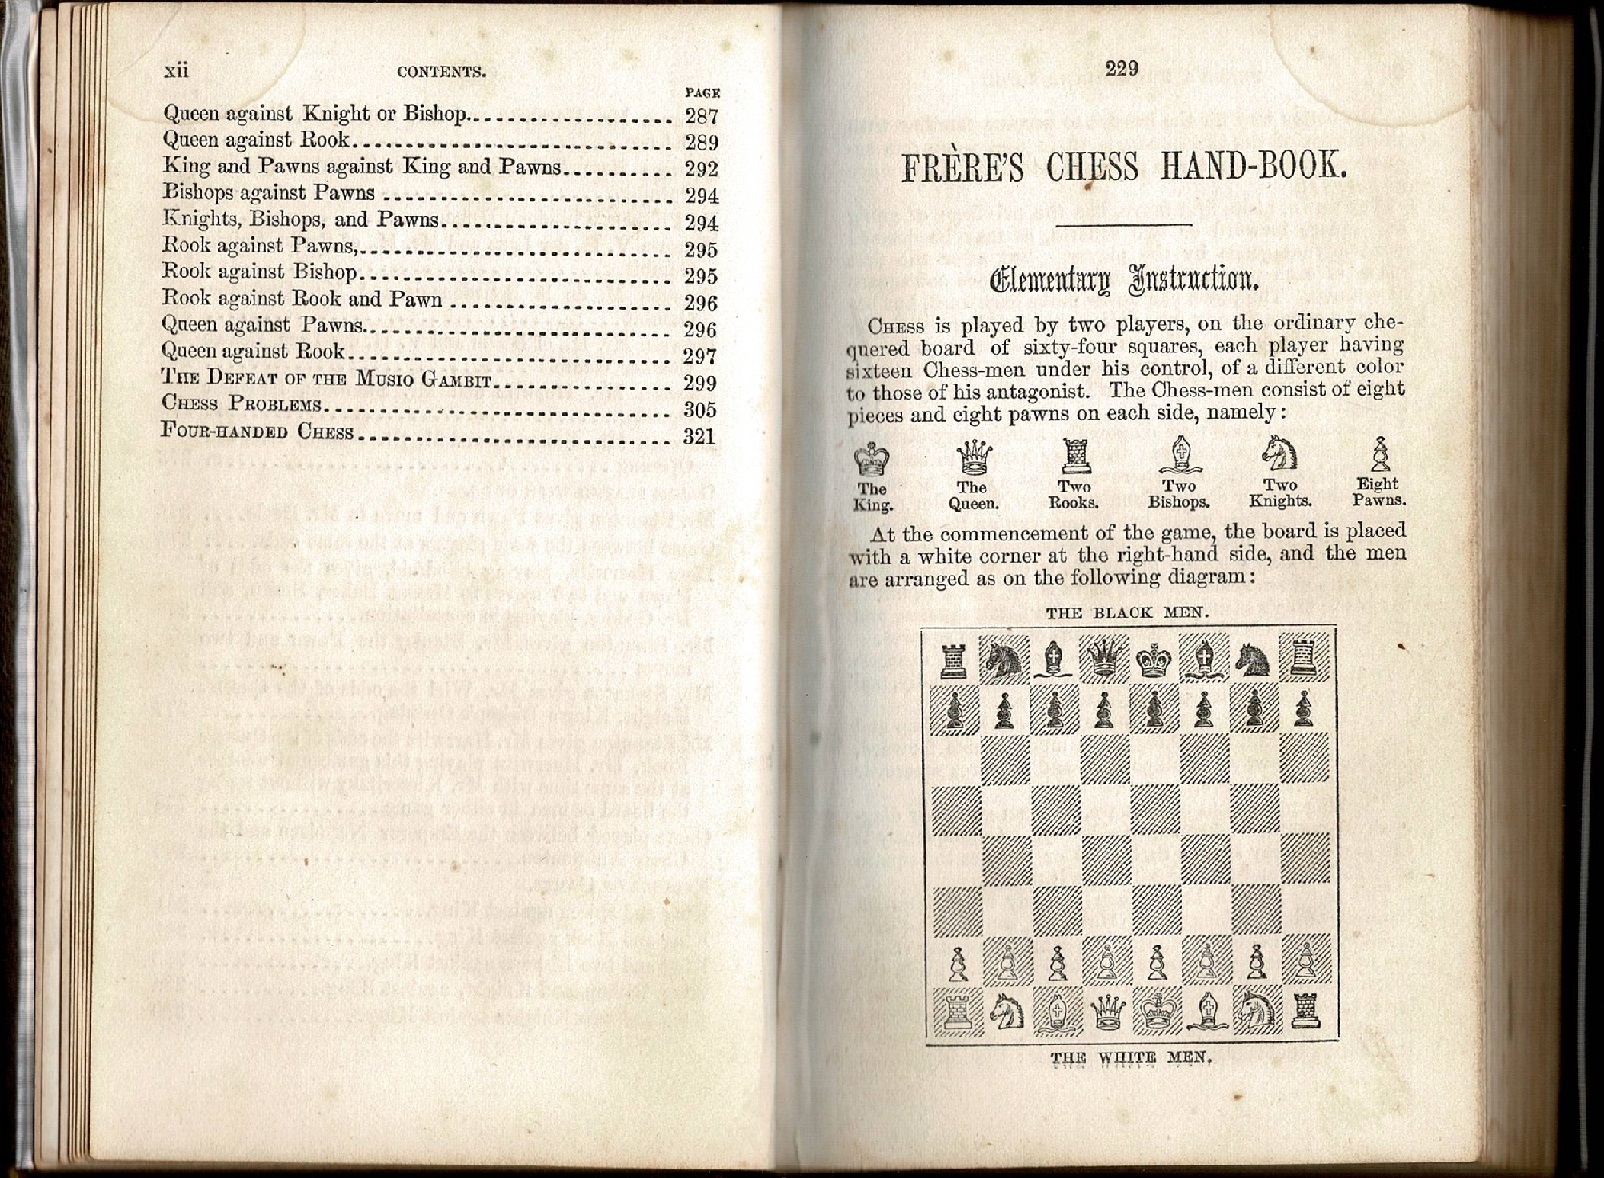 xii CONTENTS.
PAGE
Queen against Knight or Bishop.................... 287
Queen against Rook.............................. 289
King and Pawns against King and Pawns.......... 292
Bishops against Pawns ........................... 294
Knights, Bishops, and Pawns...................... 294
Rook against Pawns,............................. 295
Rook against Bishop............................. 295
Rook against Rook and Pawn ..................... 296
Queen against Pawns............................. 296
Queen against Rook.............................. 297
THE DEFEAT OF THE MUSIO GAMBIT................ 299
CHESS PROBLEMS................................ 305
FOUR-HANDED CHESS............................. 321
229
FRÈRE'S CHESS HAND-BOOK.
Elementary Instruction.
CHESS is played by two players, on the ordinary che-
quered board of sixty-four squares, each player having
sixteen Chess-men under his control, of a different color
to those of his antagonist. The Chess-men consist of eight
pieces and eight pawns on each side, namely:
The The Two Two Two Eight
King. Queen. Rooks. Bishops. Knights. Pawns.
At the commencement of the game, the board is placed
with a white corner at the right-hand side, and the men
are arranged as on the following diagram:
THE BLACK MEN.
THE WHITE MEN.